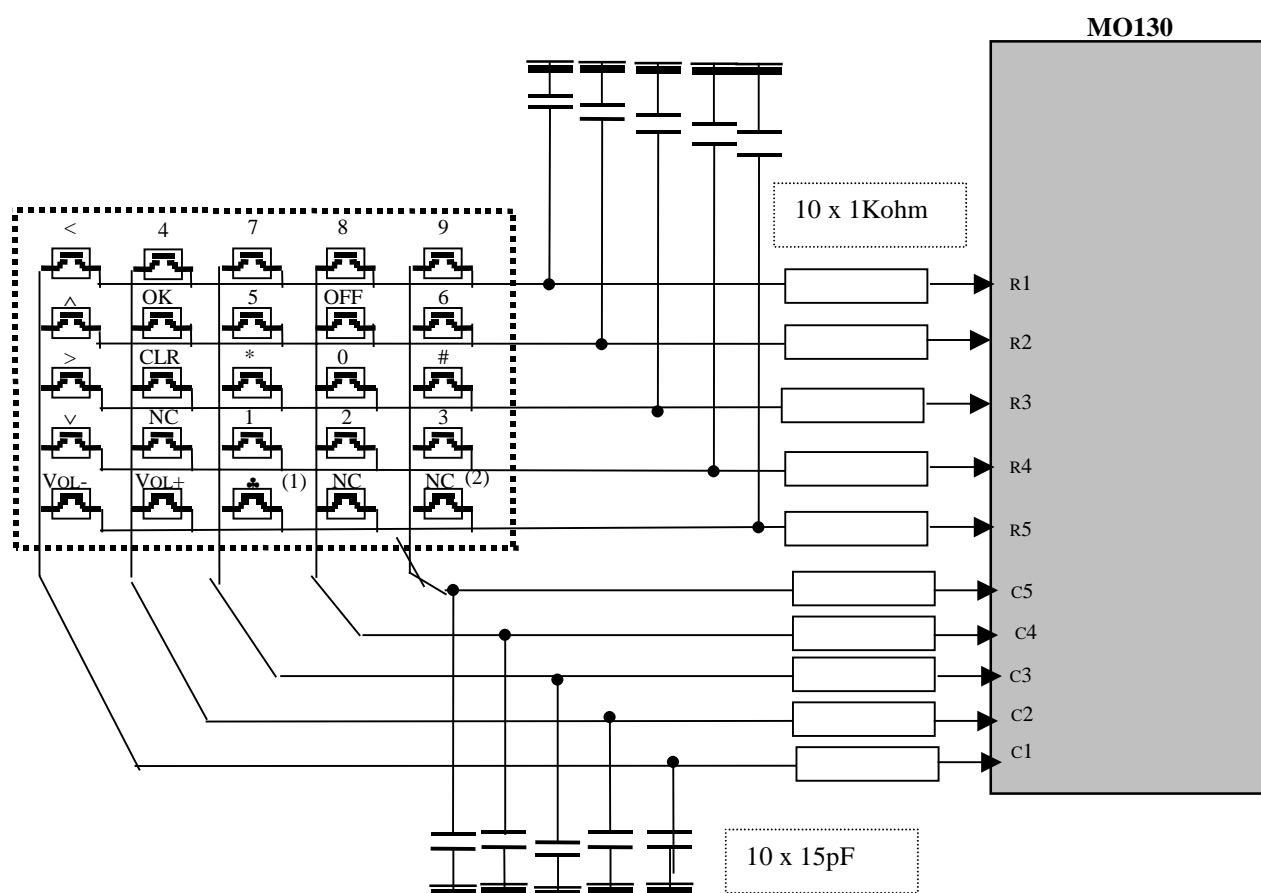 MO130
10 x 1Kohm
< 4 7 8 9
R1
^ OK 5 OFF 6
R2
> CLR * 0 #
R3
˅ NC 1 2 3
R4
VOL- VOL+ ♣ (1) NC NC (2)
R5
C5
C4
C3
C2
C1
10 x 15pF